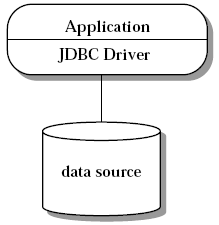 Application
JDBC Driver
data source